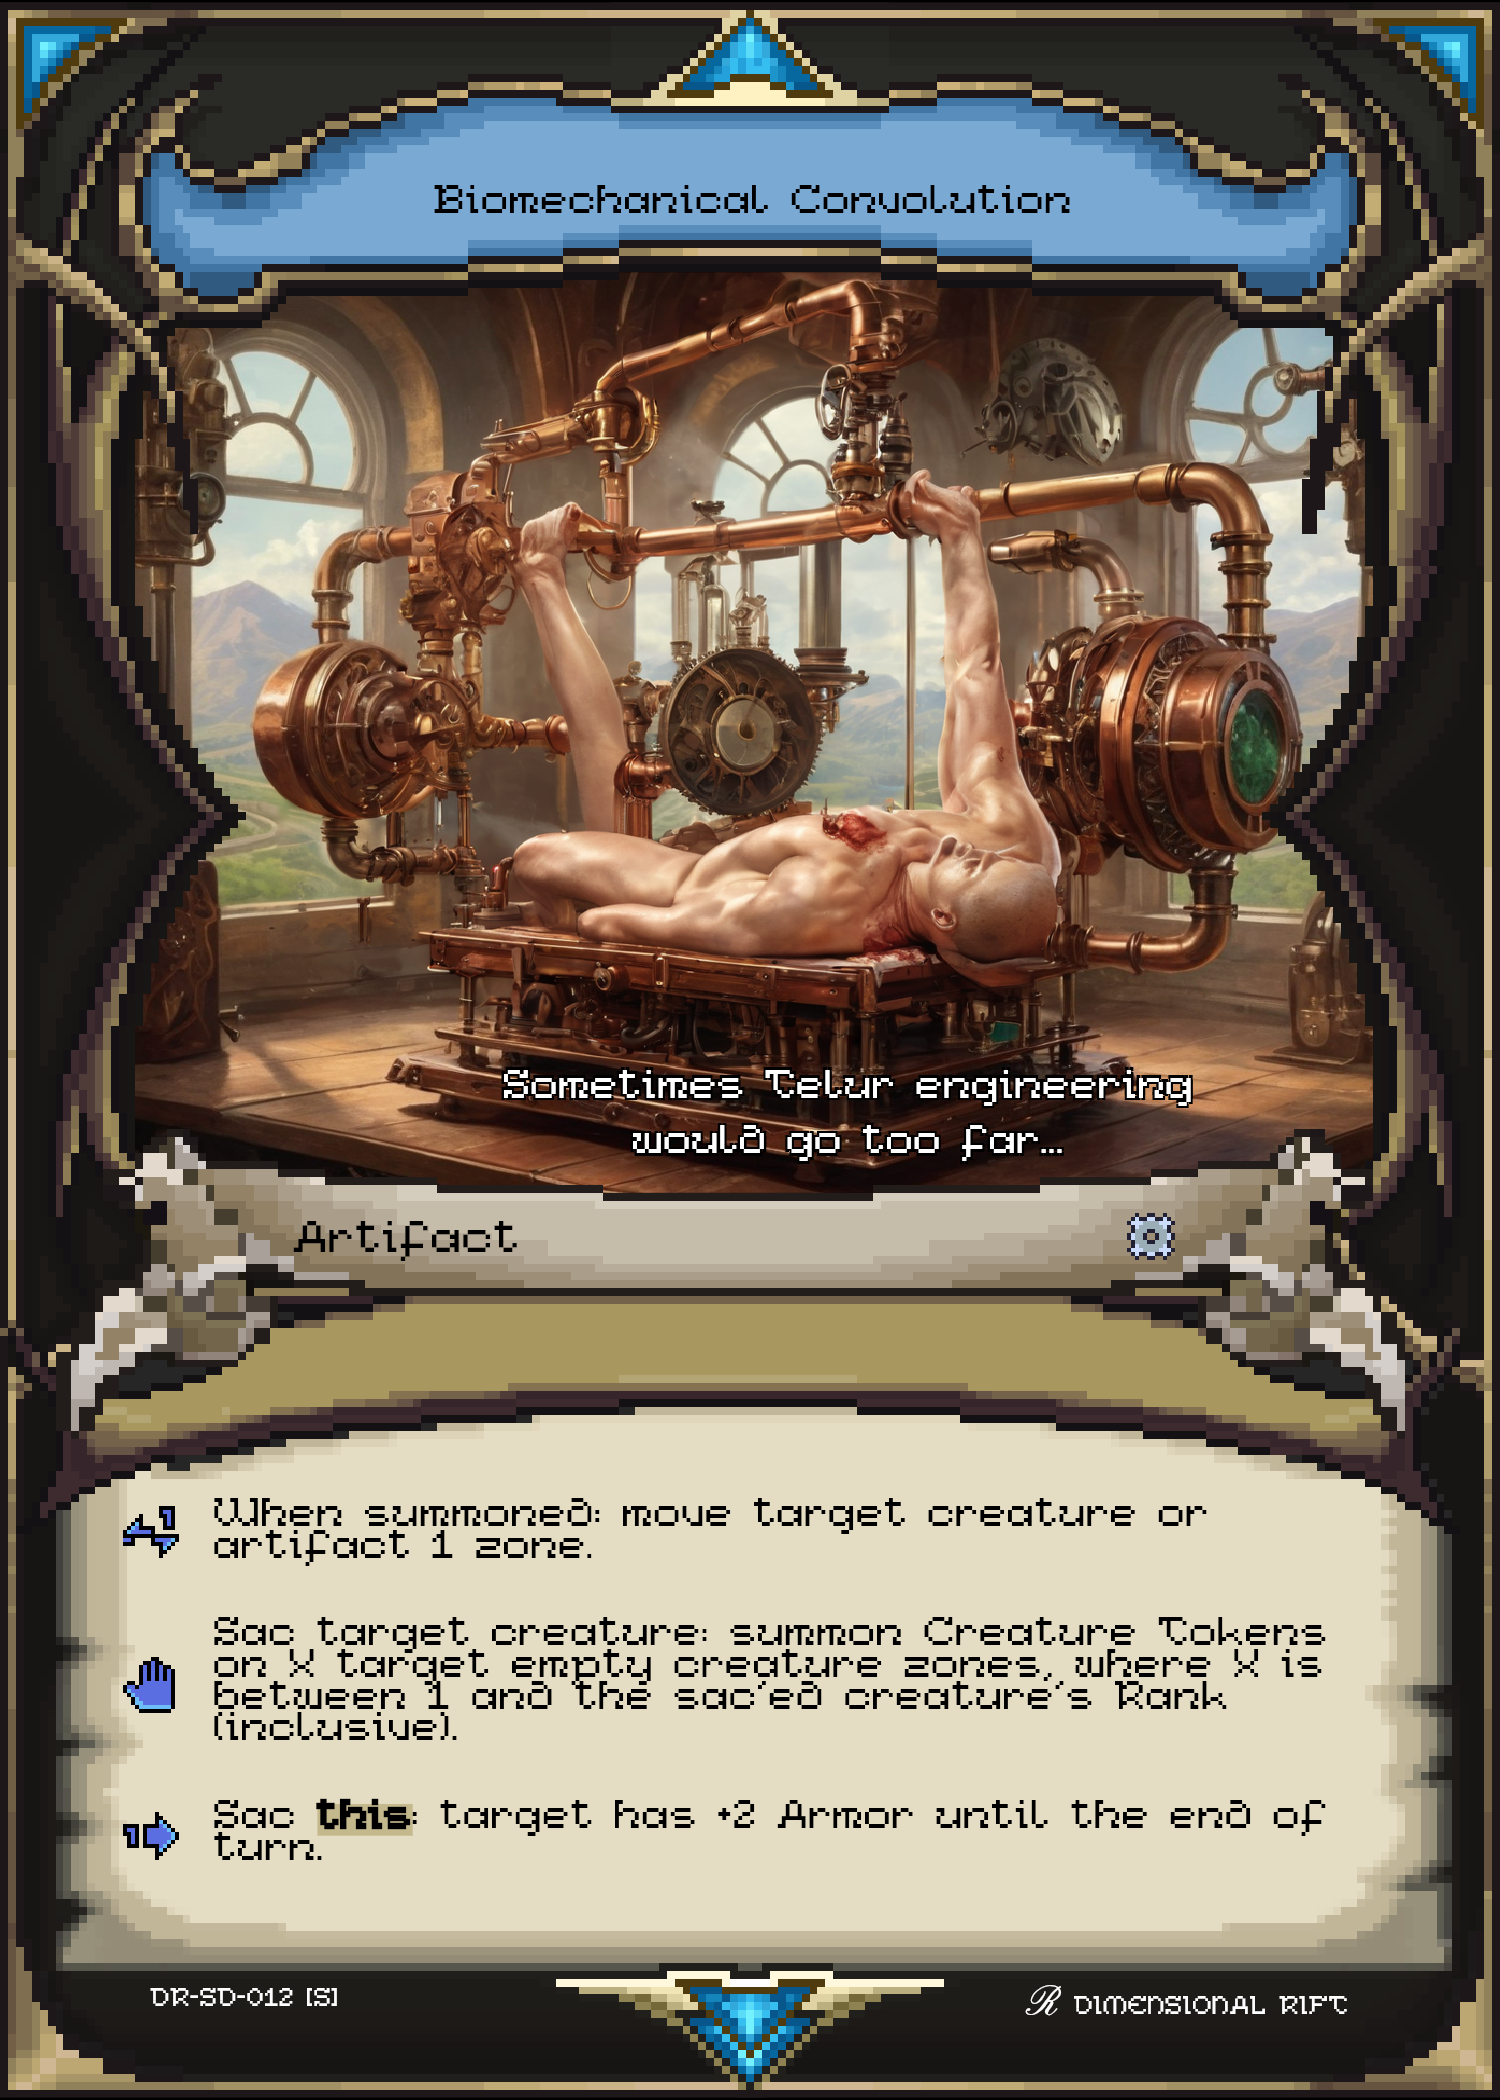 Biomechanical Convolution
Sometimes Telur engineering
would go too far...
Artifact
When summoned: move target creature or
artifact 1 zone.
Sac target creature: summon Creature Tokens
on X target empty creature zones, where X is
between 1 and the sac'ed creature's Rank
(inclusive).
1
Sac this: target has +2 Armor until the end of
turn.
DR-SD-012 [S]
R DIMENSIONAL RIFT